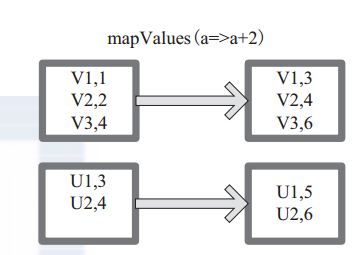 mapValues(a=>a+2)
V1,1
V2,2
V3,4
V1,3
V2,4
V3,6
U1,3
U2,4
U1,5
U2,6